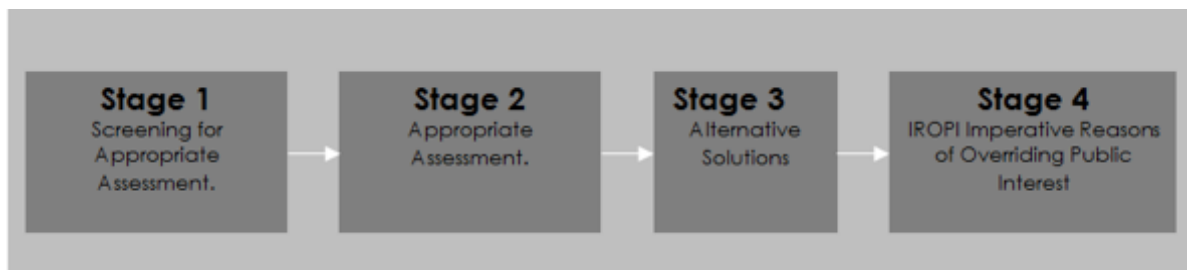 Stage 1
Screening for
Appropriate
Assessment.
Stage 2
Appropriate
Assessment.
Stage 3
Alternative
Solutions
Stage 4
IROPI Imperative Reasons
of Overriding Public
Interest